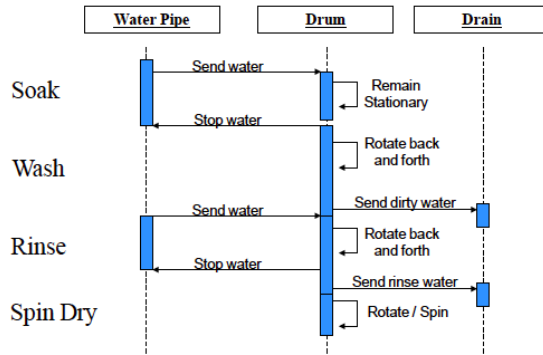 Water Pipe
Drum
Drain
Soak
Send water
Remain
Stationary
Stop water
Wash
Rotate back
and forth
Send dirty water
Rinse
Send water
Rotate back
and forth
Stop water
Send rinse water
Spin Dry
Rotate / Spin